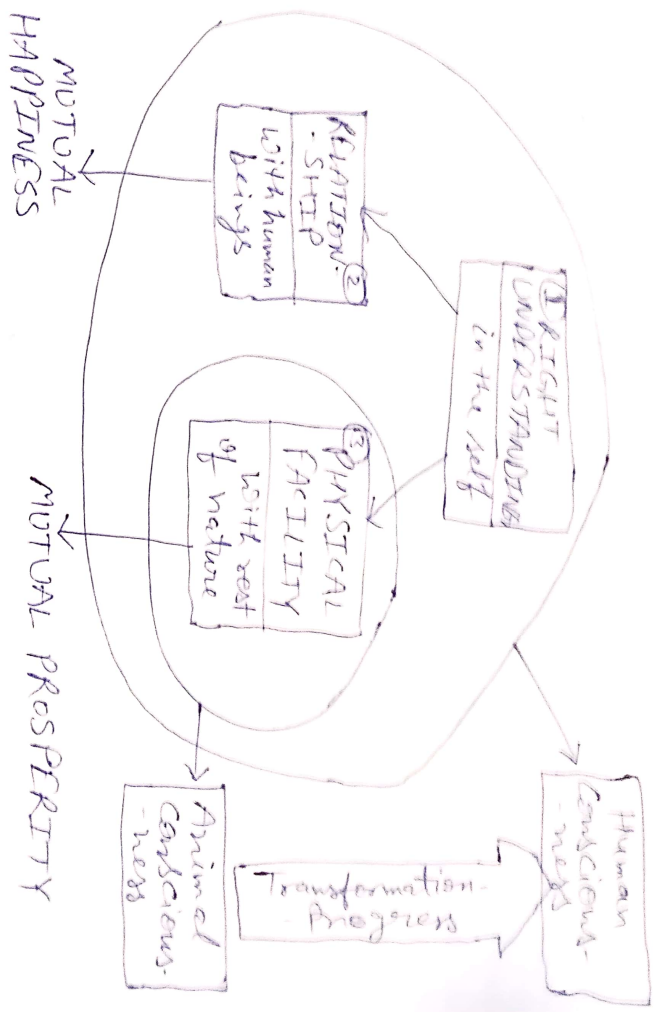 ① RIGHT
UNDERSTANDING
in the self
RELATION-
-SHIP ②
with human
beings
③ PHYSICAL
FACILITY
with rest
of nature
MUTUAL
HAPPINESS
MUTUAL PROSPERITY
Human
Conscious-
-ness
Transformation-
-Progress
Animal
Conscious-
-ness